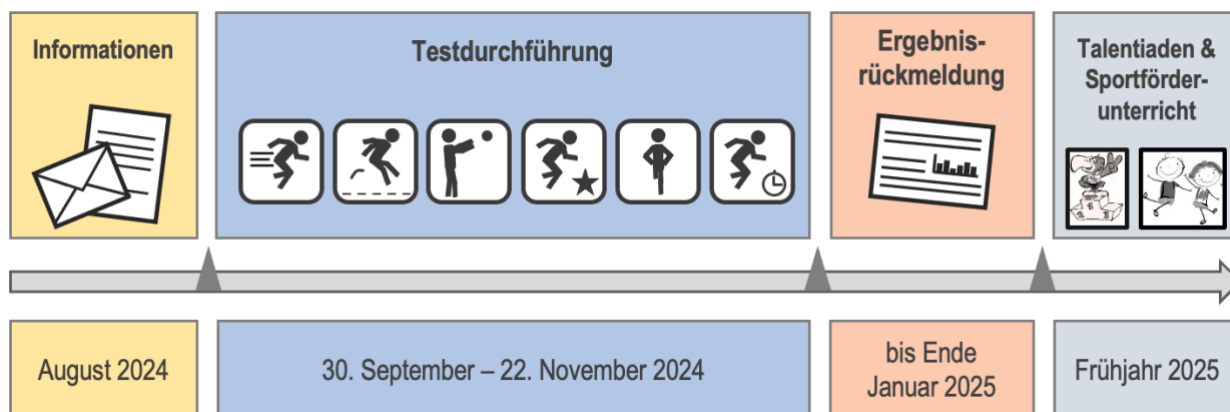 Informationen
Testdurchführung
Ergebnis-
rückmeldung
Talentiaden &
Sportförder-
unterricht
August 2024
30. September – 22. November 2024
bis Ende
Januar 2025
Frühjahr 2025